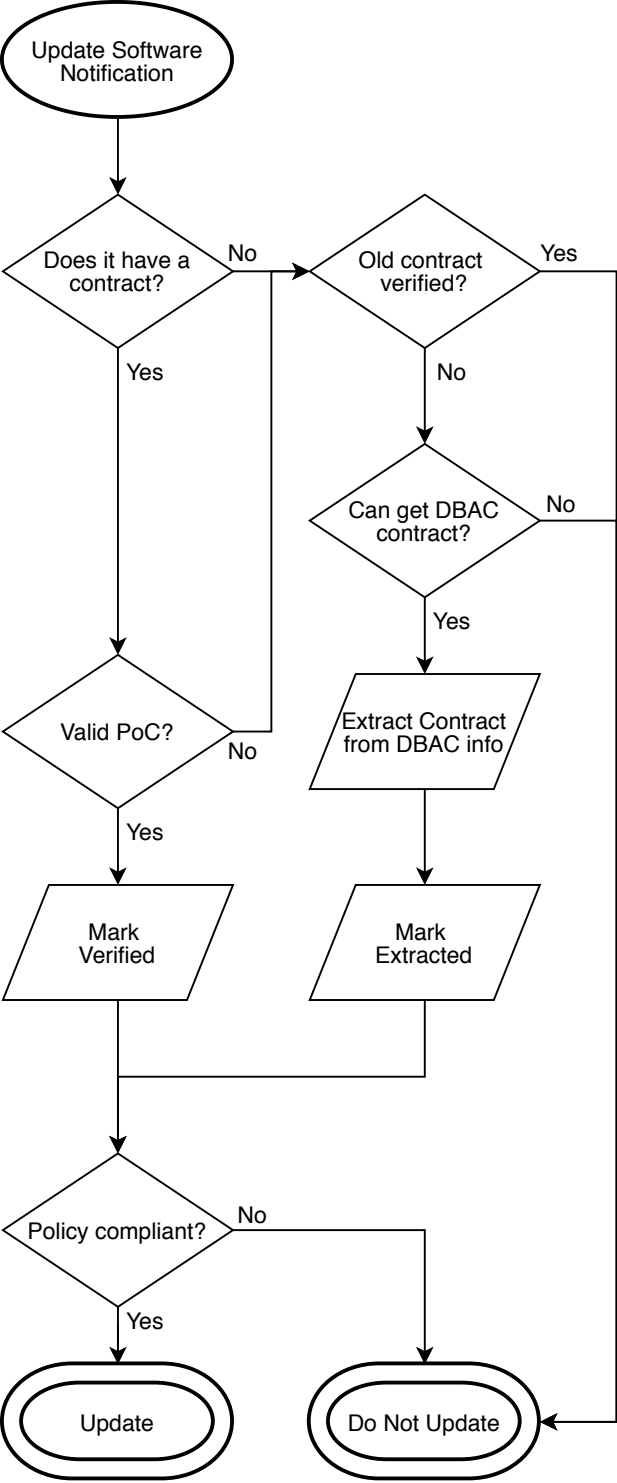 Update Software
Notification
Does it have a
contract?
No
Old contract
verified?
Yes
Yes
No
Can get DBAC
contract?
No
Yes
Valid PoC?
No
Extract Contract
from DBAC info
Yes
Mark
Verified
Mark
Extracted
Policy compliant?
No
Yes
Update
Do Not Update